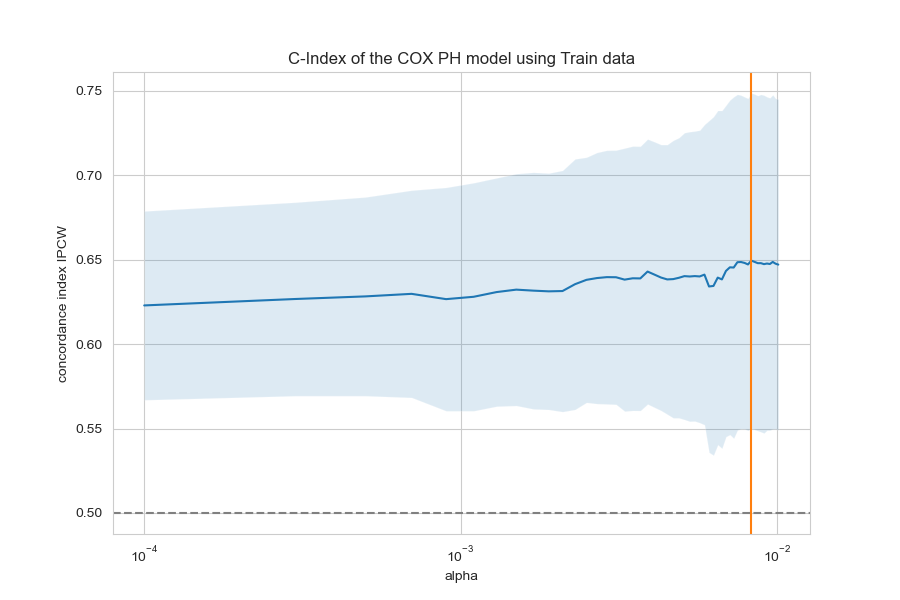 C-Index of the COX PH model using Train data
concordance index IPCW
0.75
0.70
0.65
0.60
0.55
0.50
10⁻⁴ 10⁻³ 10⁻²
alpha